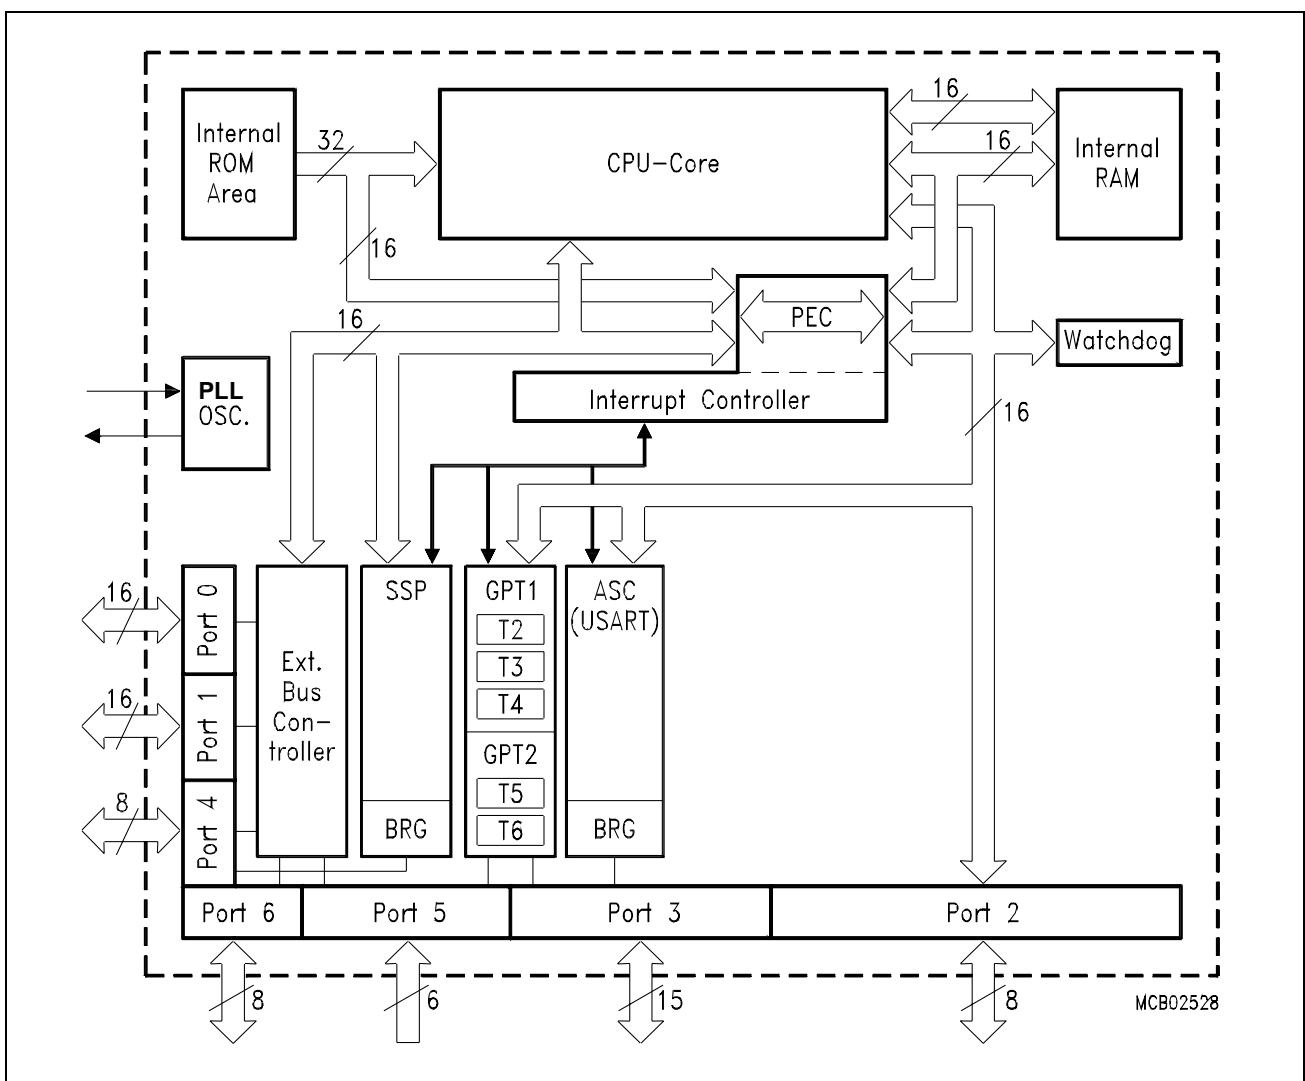 Internal
ROM
Area
32
CPU-Core
16
16
Internal
RAM
16
16
PEC
Watchdog
PLL
OSC.
Interrupt Controller
16
16
Port 0
16
Port 1
8
Port 4
Ext.
Bus
Con-
troller
SSP
BRG
GPT1
T2
T3
T4
GPT2
T5
T6
ASC
(USART)
BRG
Port 6
Port 5
Port 3
Port 2
8
6
15
8
MCB02528